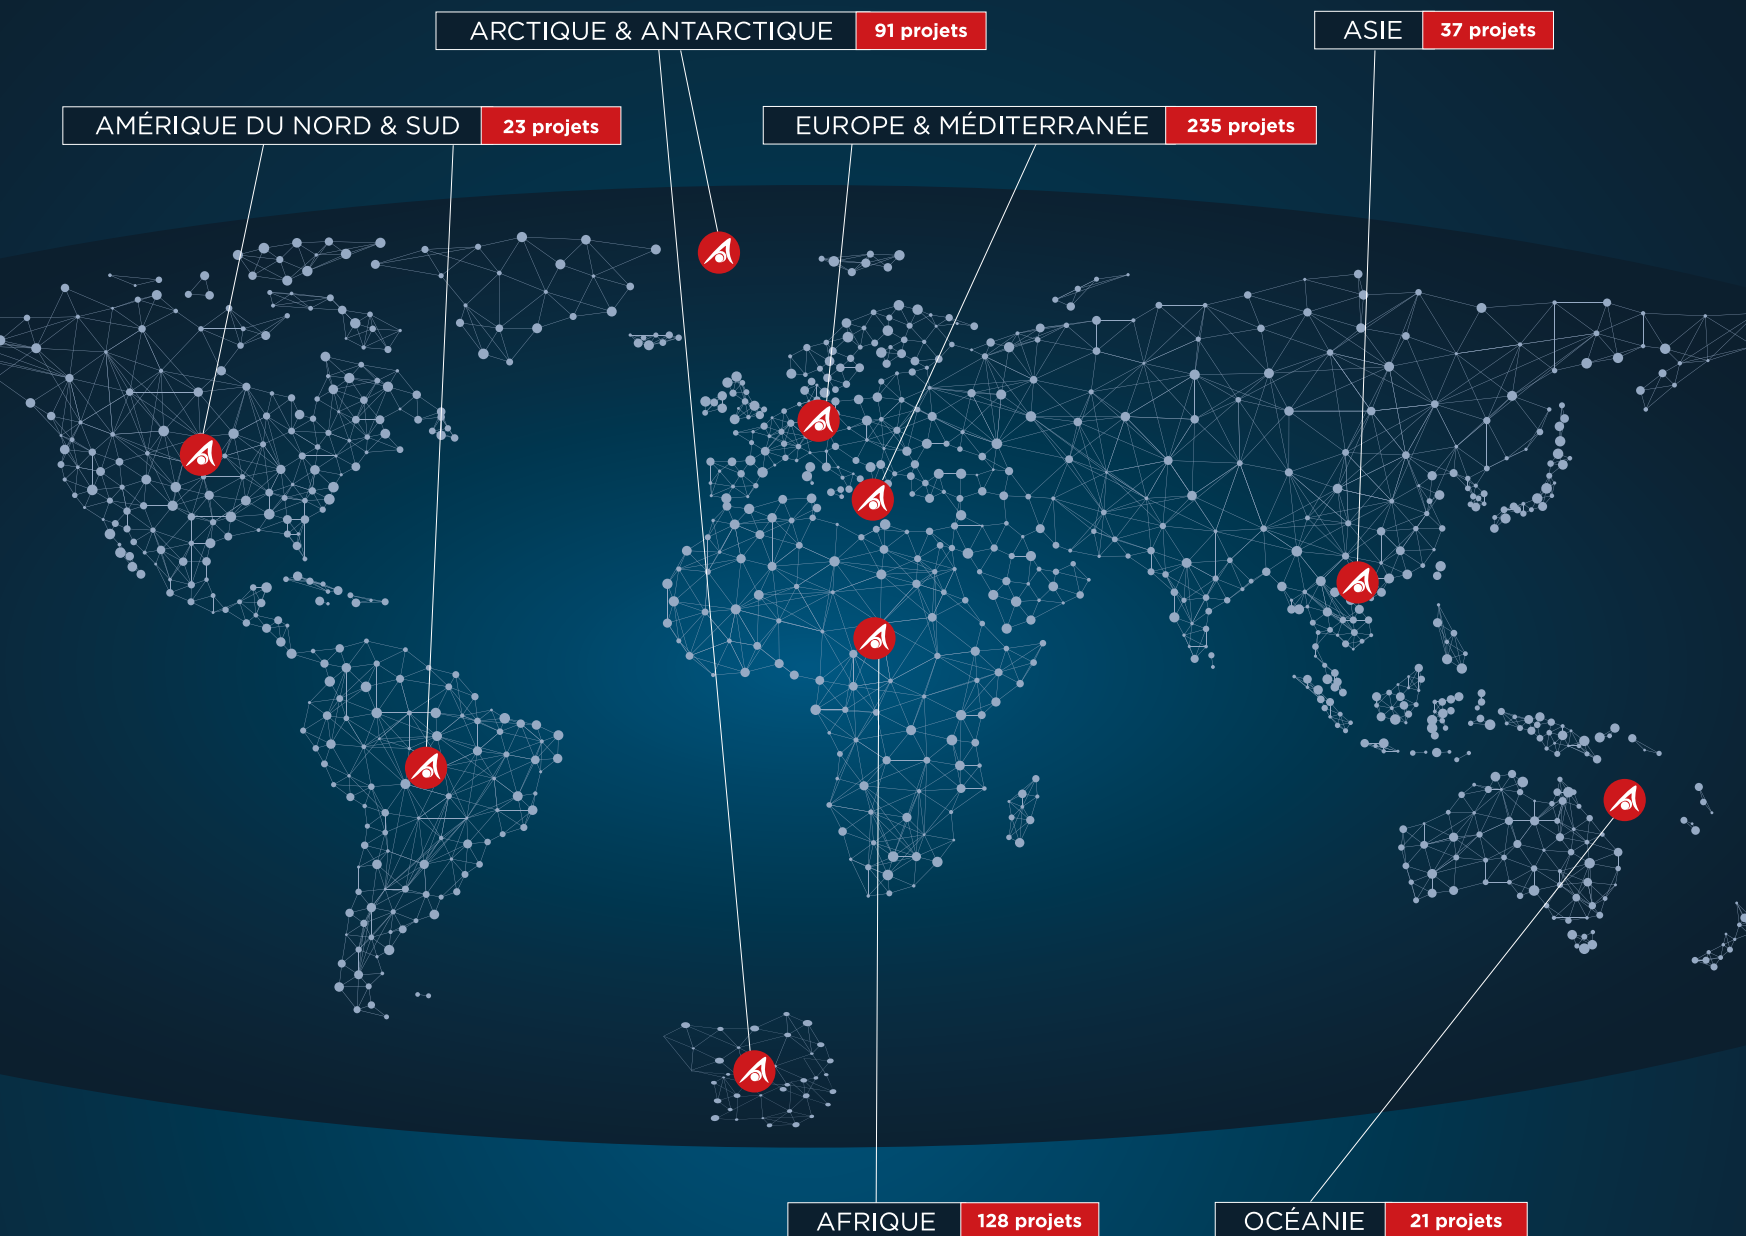 ARCTIQUE & ANTARCTIQUE 91 projets
ASIE 37 projets
AMÉRIQUE DU NORD & SUD 23 projets
EUROPE & MÉDITERRANÉE 235 projets
AFRIQUE 128 projets
OCÉANIE 21 projets